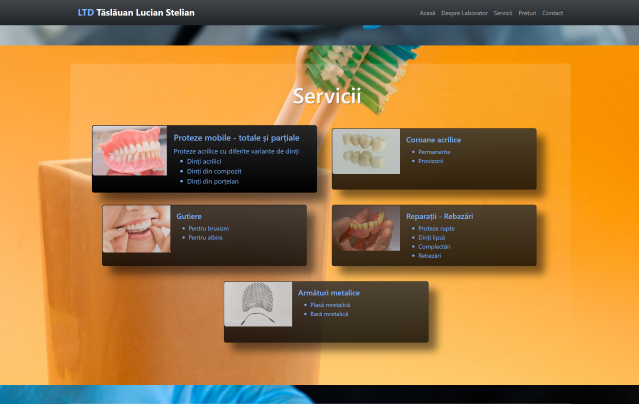 LTD Tăslăuan Lucian Stelian
Acasă Despre Laborator Servicii Prețuri Contact
Servicii
Proteze mobile - totale și parțiale
Proteze acrilice cu diferite variante de dinți
Dinți acrilici
Dinți din compozit
Dinți din porțelan
Coroane acrilice
Permanente
Provizorii
Gutiere
Pentru bruxism
Pentru albire
Reparații - Rebazări
Proteze rupte
Dinți lipsă
Completări
Rebazări
Armături metalice
Plasă mretalică
Bară mretalică